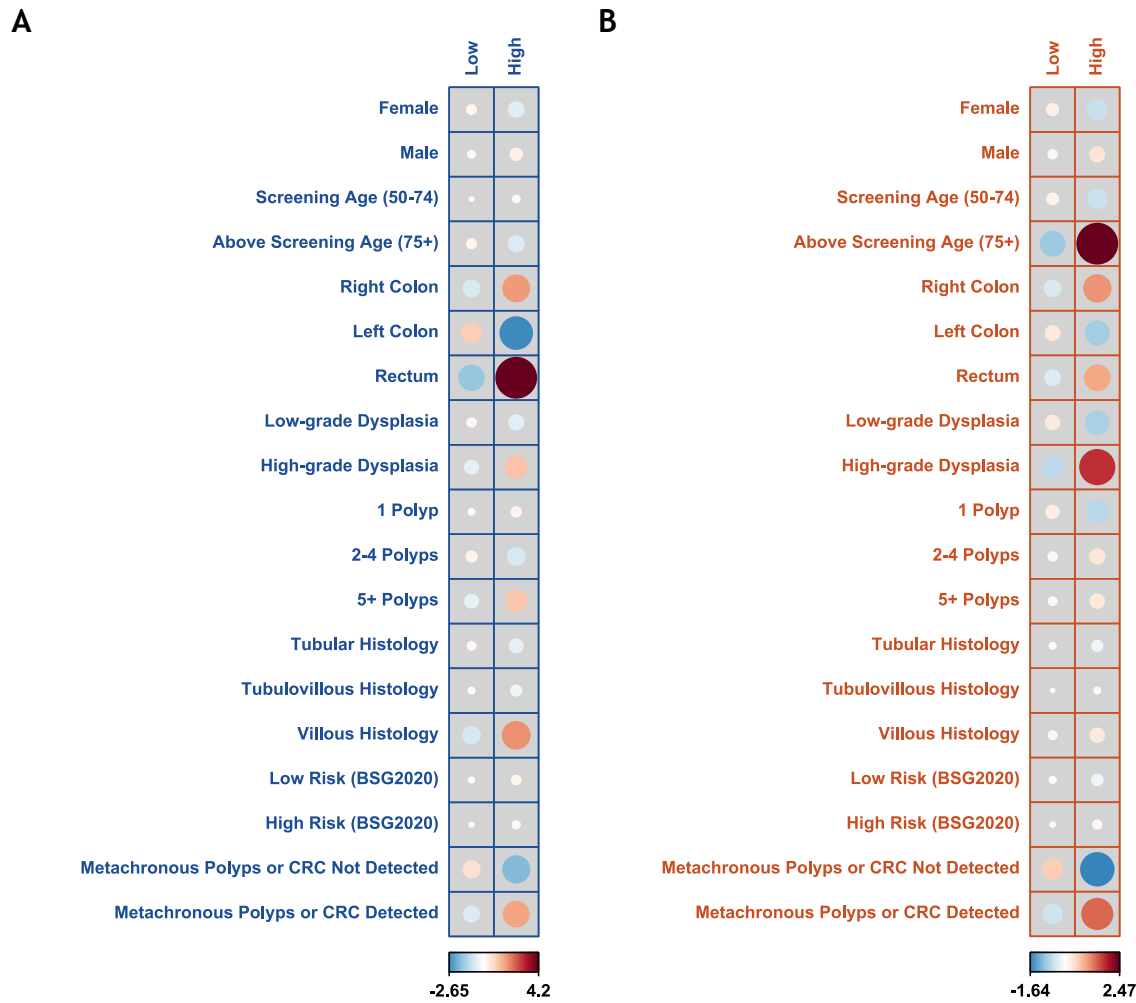 A
Low
High
Female
Male
Screening Age (50-74)
Above Screening Age (75+)
Right Colon
Left Colon
Rectum
Low-grade Dysplasia
High-grade Dysplasia
1 Polyp
2-4 Polyps
5+ Polyps
Tubular Histology
Tubulovillous Histology
Villous Histology
Low Risk (BSG2020)
High Risk (BSG2020)
Metachronous Polyps or CRC Not Detected
Metachronous Polyps or CRC Detected
-2.65
4.2
B
Low
High
Female
Male
Screening Age (50-74)
Above Screening Age (75+)
Right Colon
Left Colon
Rectum
Low-grade Dysplasia
High-grade Dysplasia
1 Polyp
2-4 Polyps
5+ Polyps
Tubular Histology
Tubulovillous Histology
Villous Histology
Low Risk (BSG2020)
High Risk (BSG2020)
Metachronous Polyps or CRC Not Detected
Metachronous Polyps or CRC Detected
-1.64
2.47